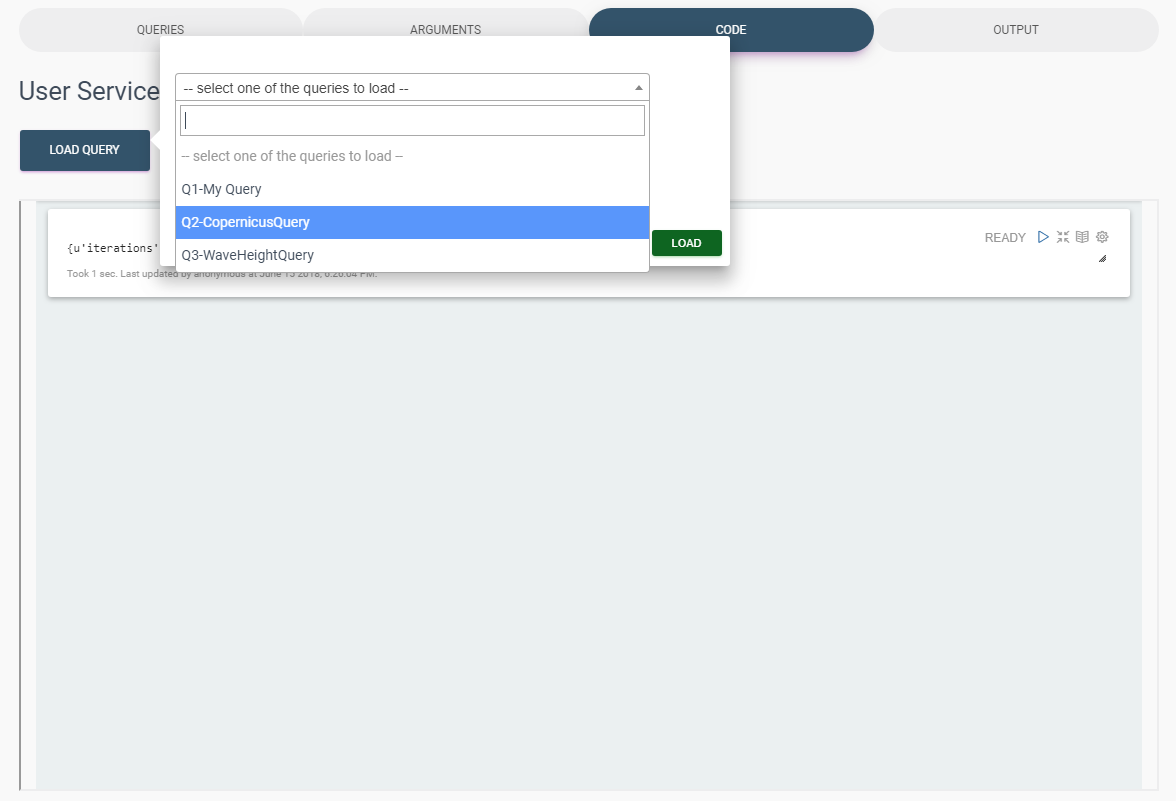 QUERIES
ARGUMENTS
CODE
OUTPUT
User Service
-- select one of the queries to load --
LOAD QUERY
-- select one of the queries to load --
Q1-My Query
Q2-CopernicusQuery
Q3-WaveHeightQuery
LOAD
READY
{u'iterations'
Took 1 sec. Last updated by anonymous at June 15 2018, 6:26:04 PM.